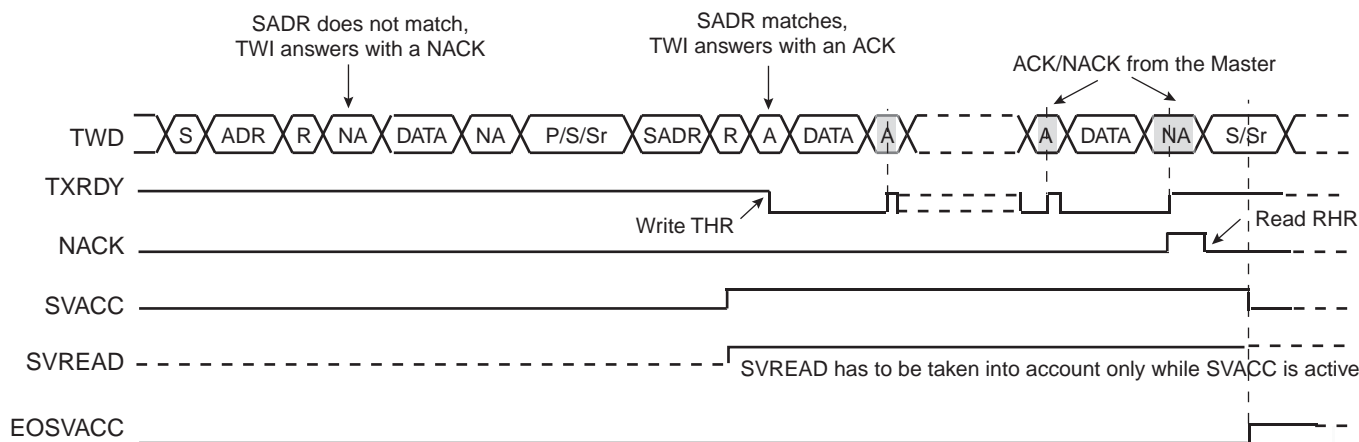 SADR does not match,
TWI answers with a NACK
SADR matches,
TWI answers with an ACK
ACK/NACK from the Master
TWD S ADR R NA DATA NA P/S/Sr SADR R A DATA A A DATA NA S/Sr
TXRDY
Write THR
Read RHR
NACK
SVACC
SVREAD
SVREAD has to be taken into account only while SVACC is active
EOSVACC